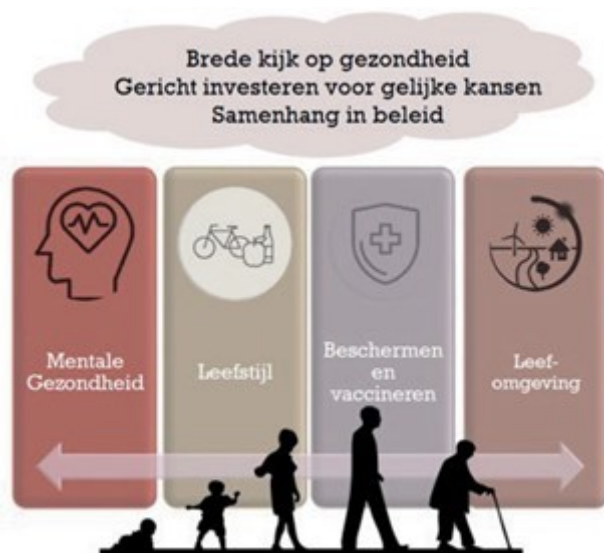 Brede kijk op gezondheid
Gericht investeren voor gelijke kansen
Samenhang in beleid
Mentale
Gezondheid
Leefstijl
Beschermen
en
vaccineren
Leef-
omgeving